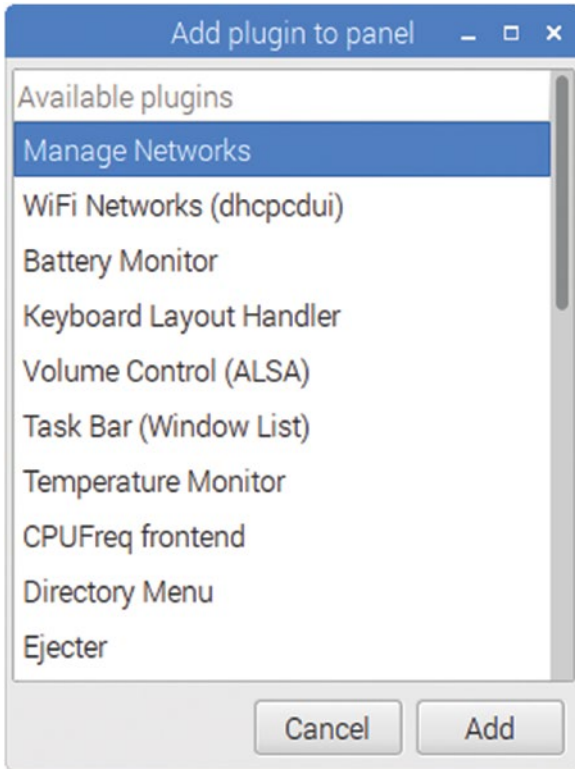 Add plugin to panel
Available plugins
Manage Networks
WiFi Networks (dhcpcdui)
Battery Monitor
Keyboard Layout Handler
Volume Control (ALSA)
Task Bar (Window List)
Temperature Monitor
CPUFreq frontend
Directory Menu
Ejecter
Cancel Add